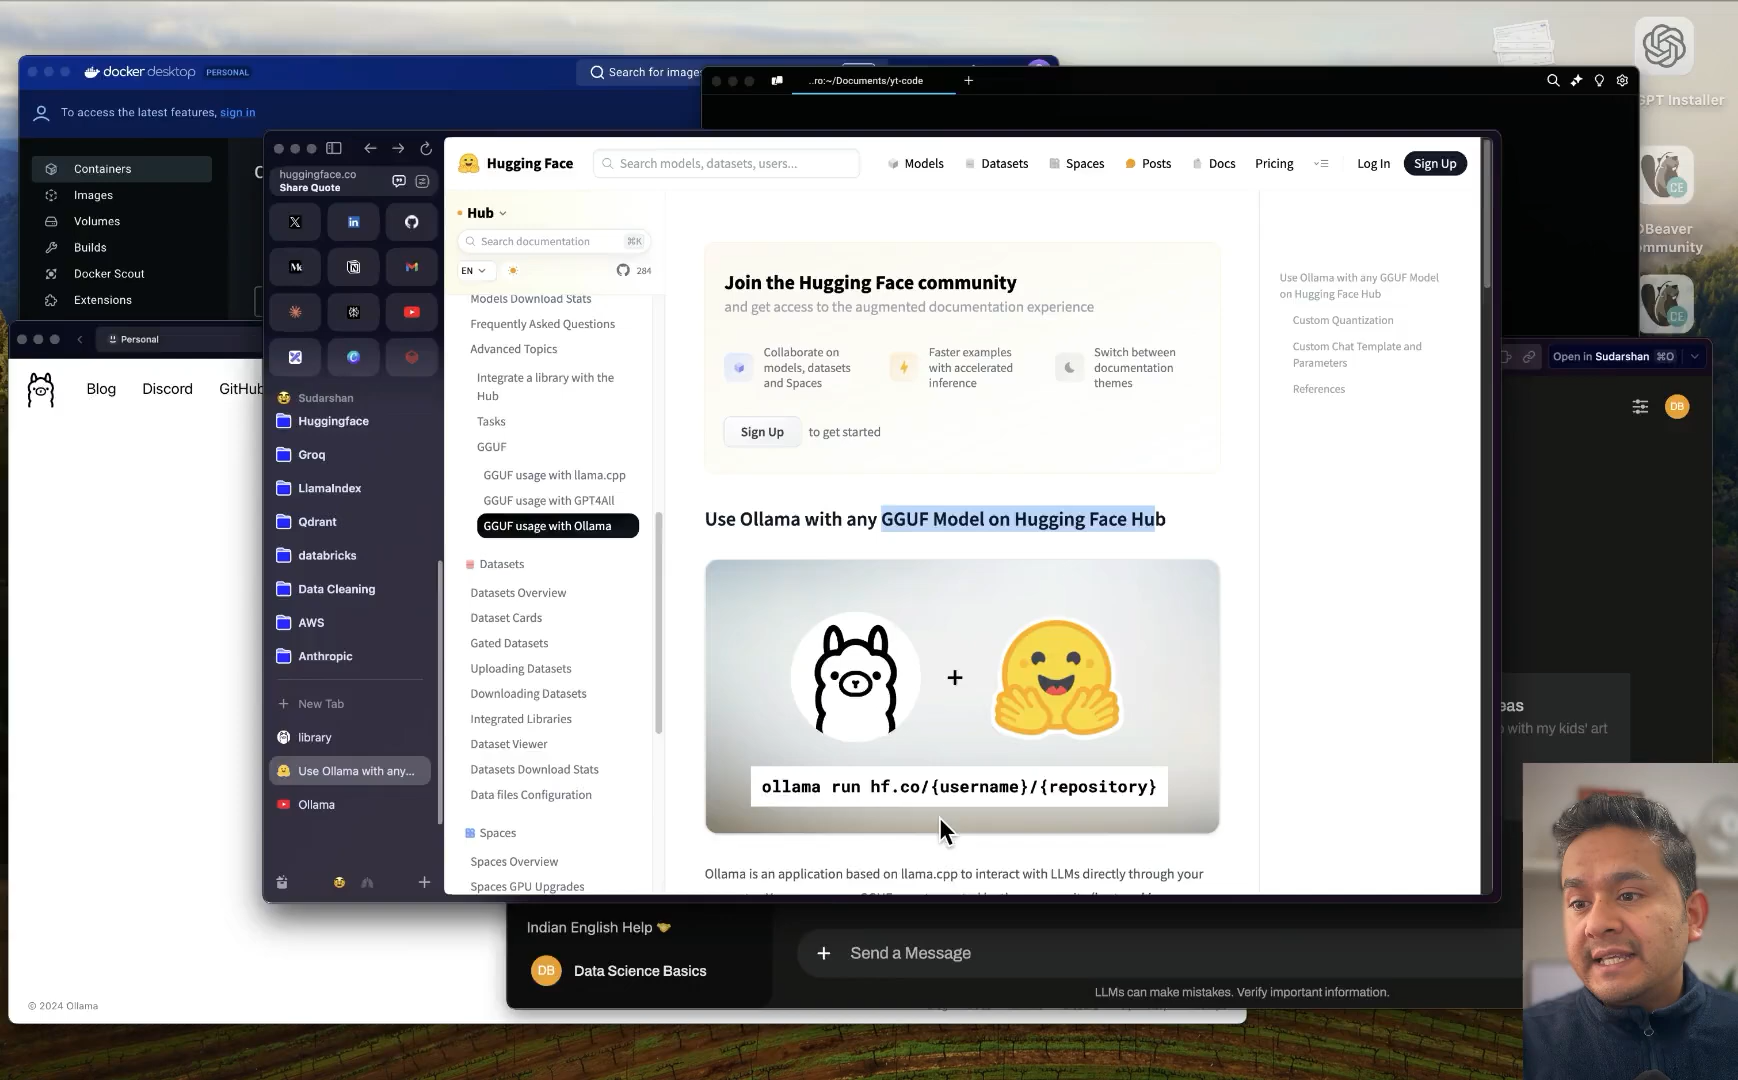 docker desktop PERSONAL
Search for image
To access the latest features, sign in
Containers
Images
Volumes
Builds
Docker Scout
Extensions
..ro:~/Documents/yt-code
GPT Installer
DBeaver
CE
CE
Personal
Blog Discord GitHub
© 2024 Ollama
huggingface.co
Share Quote
Sudarshan
Huggingface
Groq
LlamaIndex
Qdrant
databricks
Data Cleaning
AWS
Anthropic
New Tab
library
Use Ollama with any...
Ollama
Hugging Face
Search models, datasets, users...
Models Datasets Spaces Posts Docs Pricing Log In Sign Up
Hub
Search documentation ⌘K
EN 284
Models Download Stats
Frequently Asked Questions
Advanced Topics
Integrate a library with the
Hub
Tasks
GGUF
GGUF usage with llama.cpp
GGUF usage with GPT4All
GGUF usage with Ollama
Datasets
Datasets Overview
Dataset Cards
Gated Datasets
Uploading Datasets
Downloading Datasets
Integrated Libraries
Dataset Viewer
Datasets Download Stats
Data files Configuration
Spaces
Spaces Overview
Spaces GPU Upgrades
Join the Hugging Face community
and get access to the augmented documentation experience
Collaborate on
models, datasets
and Spaces
Faster examples
with accelerated
inference
Switch between
documentation
themes
Sign Up to get started
Use Ollama with any GGUF Model on Hugging Face Hub
+
ollama run hf.co/{username}/{repository}
Ollama is an application based on llama.cpp to interact with LLMs directly through your
Use Ollama with any GGUF Model
on Hugging Face Hub
Custom Quantization
Custom Chat Template and
Parameters
References
Open in Sudarshan ⌘O
DB
eas
with my kids' art
Indian English Help
DB Data Science Basics
Send a Message
LLMs can make mistakes. Verify important information.